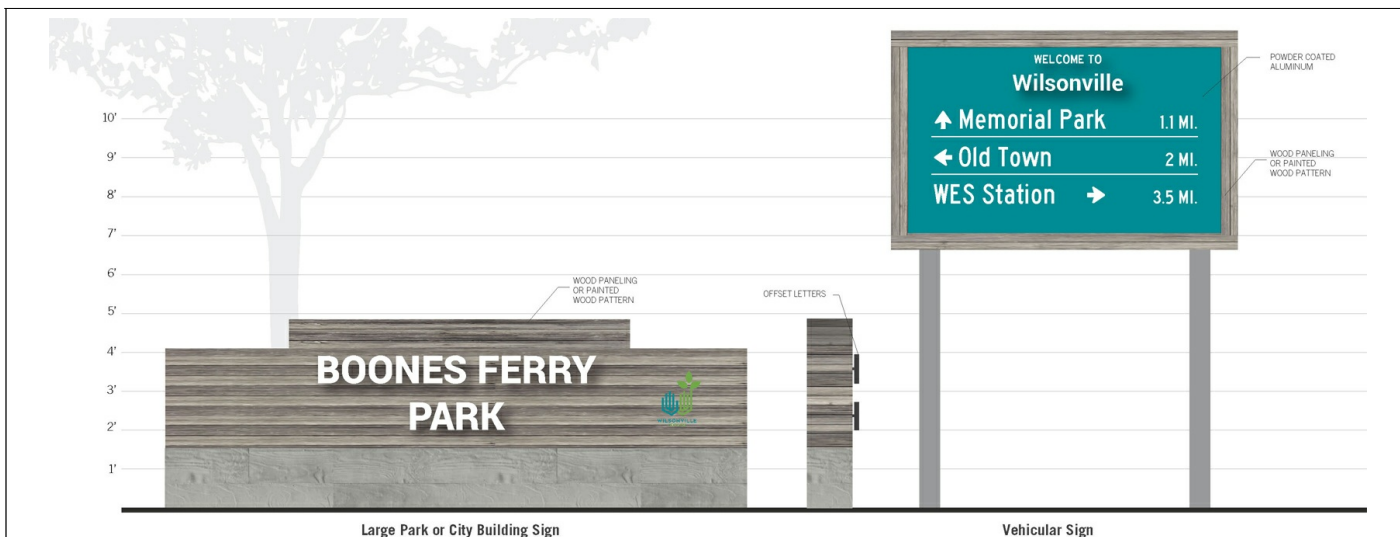 10'
9'
8'
7'
6'
5'
4'
3'
2'
1'
WOOD PANELING
OR PAINTED
WOOD PATTERN
BOONES FERRY
PARK
WILSONVILLE
Large Park or City Building Sign
OFFSET LETTERS
WELCOME TO
Wilsonville
Memorial Park 1.1 MI.
Old Town 2 MI.
WES Station 3.5 MI.
POWDER COATED
ALUMINUM
WOOD PANELING
OR PAINTED
WOOD PATTERN
Vehicular Sign